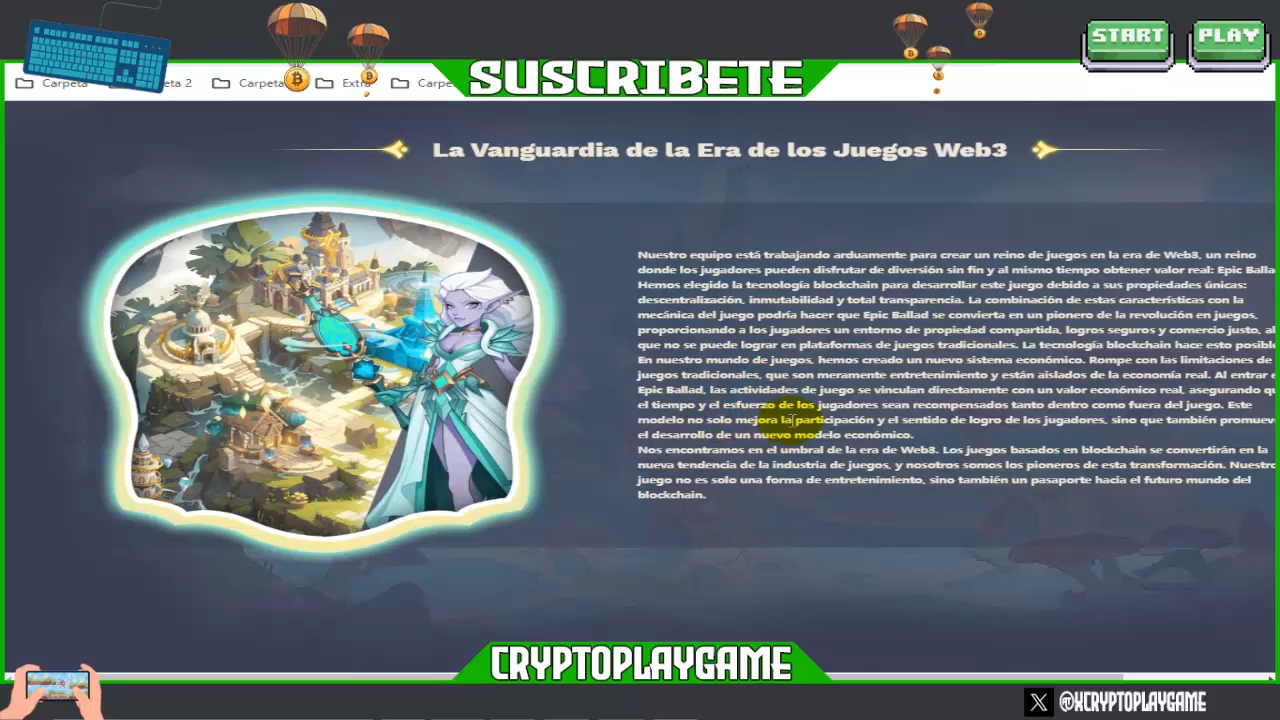 START PLAY
SUSCRIBETE
Carpeta
eta 2
Carpeta
Extra
Carpe
La Vanguardia de la Era de los Juegos Web3
Nuestro equipo está trabajando arduamente para crear un reino de juegos en la era de Web3, un reino
donde los jugadores pueden disfrutar de diversión sin fin y al mismo tiempo obtener valor real: Epic Balla
Hemos elegido la tecnología blockchain para desarrollar este juego debido a sus propiedades únicas:
descentralización, inmutabilidad y total transparencia. La combinación de estas características con la
mecánica del juego podría hacer que Epic Ballad se convierta en un pionero de la revolución en juegos,
proporcionando a los jugadores un entorno de propiedad compartida, logros seguros y comercio justo, al
que no se puede lograr en plataformas de juegos tradicionales. La tecnología blockchain hace esto posible
En nuestro mundo de juegos, hemos creado un nuevo sistema económico. Rompe con las limitaciones de
juegos tradicionales, que son meramente entretenimiento y están aislados de la economía real. Al entrar e
Epic Ballad, las actividades de juego se vinculan directamente con un valor económico real, asegurando qu
el tiempo y el esfuerzo de los jugadores sean recompensados tanto dentro como fuera del juego. Este
modelo no solo mejora la participación y el sentido de logro de los jugadores, sino que también promuev
el desarrollo de un nuevo modelo económico.
Nos encontramos en el umbral de la era de Web3. Los juegos basados en blockchain se convertirán en la
nueva tendencia de la industria de juegos, y nosotros somos los pioneros de esta transformación. Nuestro
juego no es solo una forma de entretenimiento, sino también un pasaporte hacia el futuro mundo del
blockchain.
CRYPTOPLAYGAME
X @XCRYPTOPLAYGAME